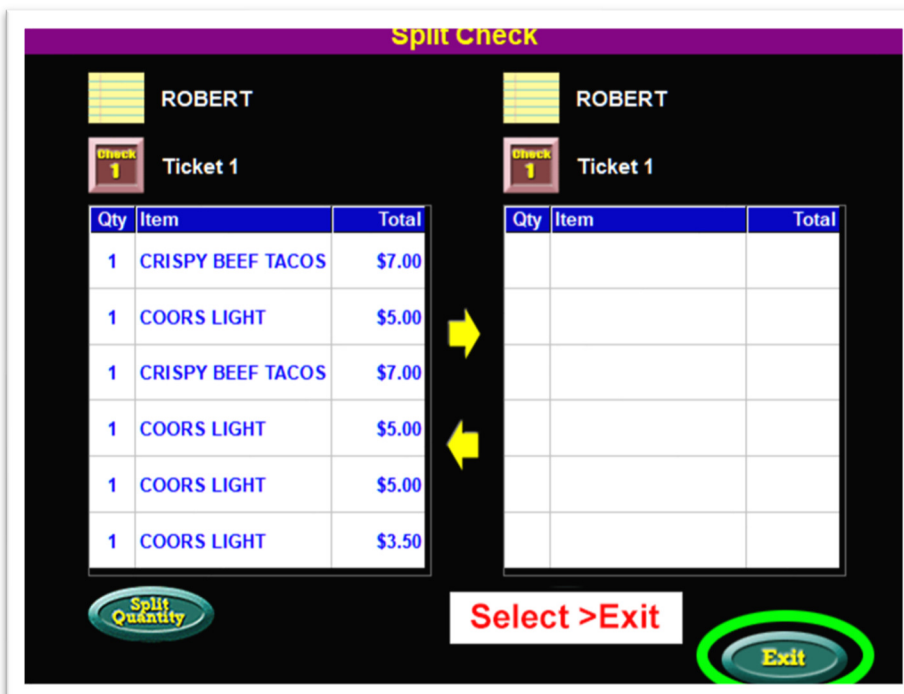 Split Check
ROBERT
Check
1
Ticket 1
Qty Item Total
1 CRISPY BEEF TACOS $7.00
1 COORS LIGHT $5.00
1 CRISPY BEEF TACOS $7.00
1 COORS LIGHT $5.00
1 COORS LIGHT $5.00
1 COORS LIGHT $3.50
Split
Quantity
ROBERT
Check
1
Ticket 1
Qty Item Total
Select >Exit
Exit